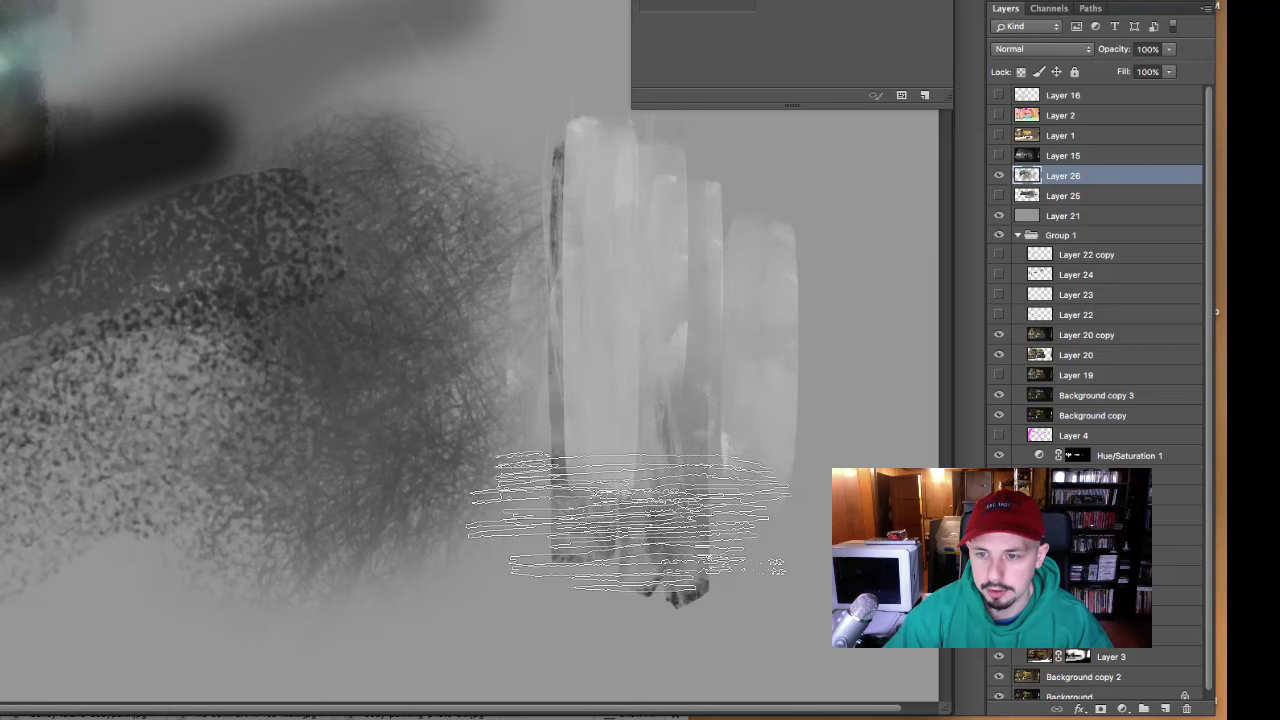 Layers Channels Paths
Kind
Normal Opacity: 100%
Lock: Fill: 100%
Layer 16
Layer 2
Layer 1
Layer 15
Layer 26
Layer 25
Layer 21
Group 1
Layer 22 copy
Layer 24
Layer 23
Layer 22
Layer 20 copy
Layer 20
Layer 19
Background copy 3
Background copy
Layer 4
Hue/Saturation 1
Layer 3
Background copy 2
Background
fx